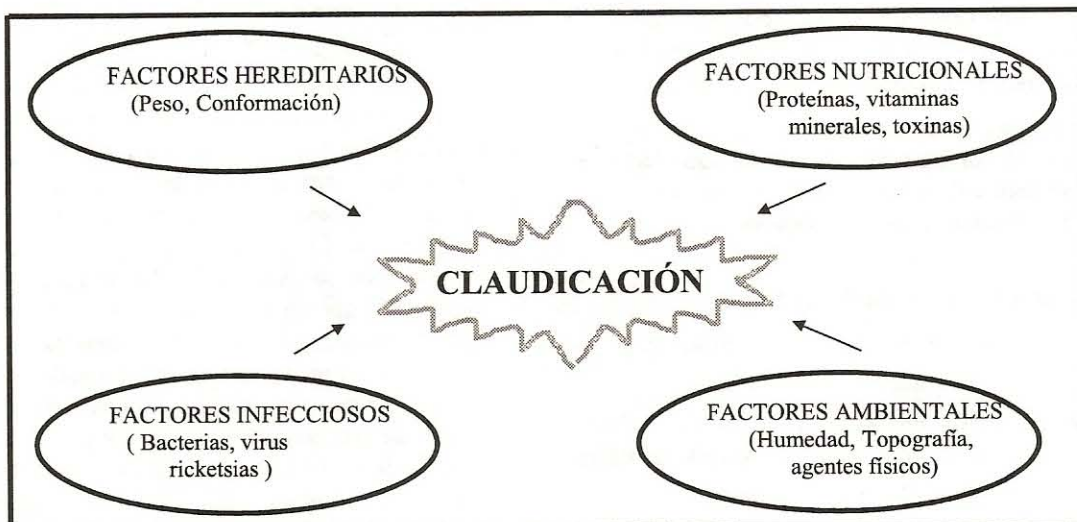 FACTORES HEREDITARIOS
(Peso, Conformación)
FACTORES NUTRICIONALES
(Proteínas, vitaminas
minerales, toxinas)
CLAUDICACIÓN
FACTORES INFECCIOSOS
( Bacterias, virus
ricketsias )
FACTORES AMBIENTALES
(Humedad, Topografía,
agentes físicos)